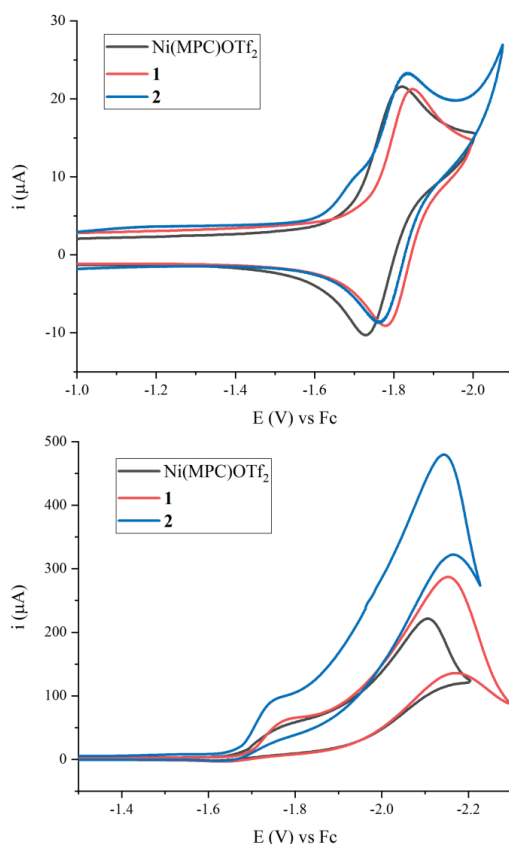 30
20
10
0
-10
i (μA)
Ni(MPC)OTf₂
1
2
-1.0 -1.2 -1.4 -1.6 -1.8 -2.0
E (V) vs Fc
500
400
300
200
100
0
i (μA)
Ni(MPC)OTf₂
1
2
-1.4 -1.6 -1.8 -2.0 -2.2
E (V) vs Fc